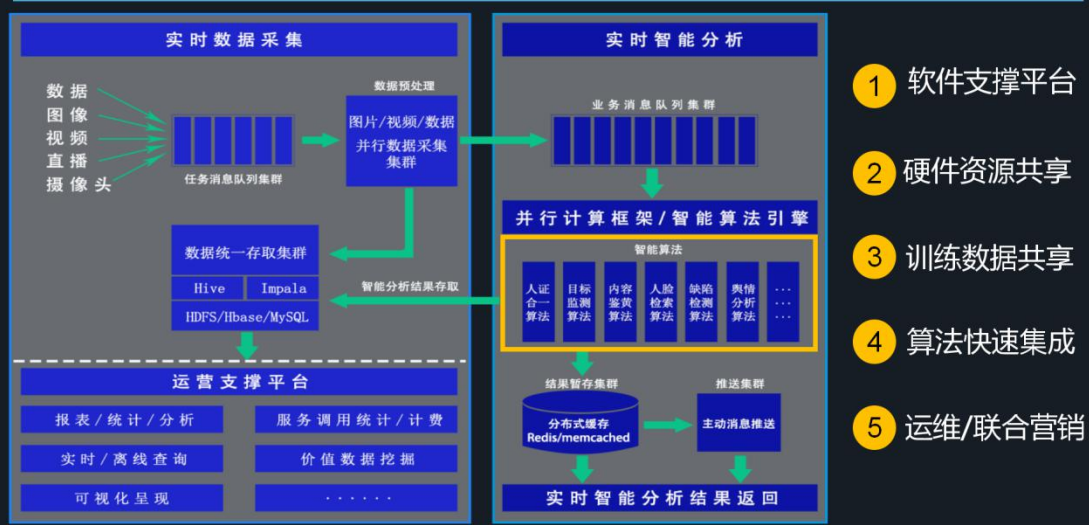 实时数据采集
数据
图像
视频
直播
摄像头
任务消息队列集群
数据预处理
图片/视频/数据
并行数据采集
集群
数据统一存取集群
Hive
Impala
HDFS/Hbase/MySQL
智能分析结果存取
运营支撑平台
报表/统计/分析
服务调用统计/计费
实时/离线查询
价值数据挖掘
可视化呈现
······
实时智能分析
业务消息队列集群
并行计算框架/智能算法引擎
智能算法
人证
合一
算法
目标
监测
算法
内容
鉴黄
算法
人脸
检索
算法
缺陷
检测
算法
舆情
分析
算法
···
···
···
结果暂存集群
分布式缓存
Redis/memcached
推送集群
主动消息推送
实时智能分析结果返回
1 软件支撑平台
2 硬件资源共享
3 训练数据共享
4 算法快速集成
5 运维/联合营销